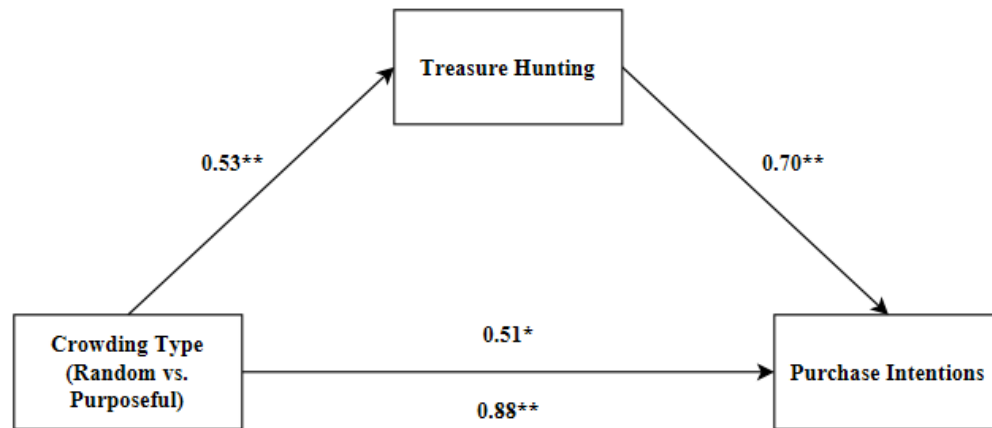 Treasure Hunting
0.53**
0.70**
Crowding Type
(Random vs.
Purposeful)
0.51*
0.88**
Purchase Intentions